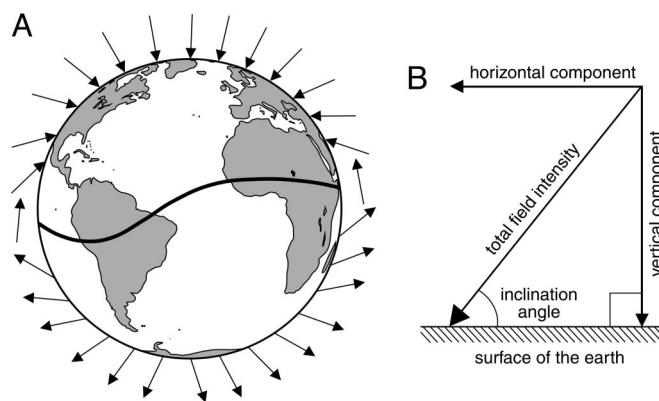 A
B
horizontal component
total field intensity
vertical component
inclination
angle
surface of the earth